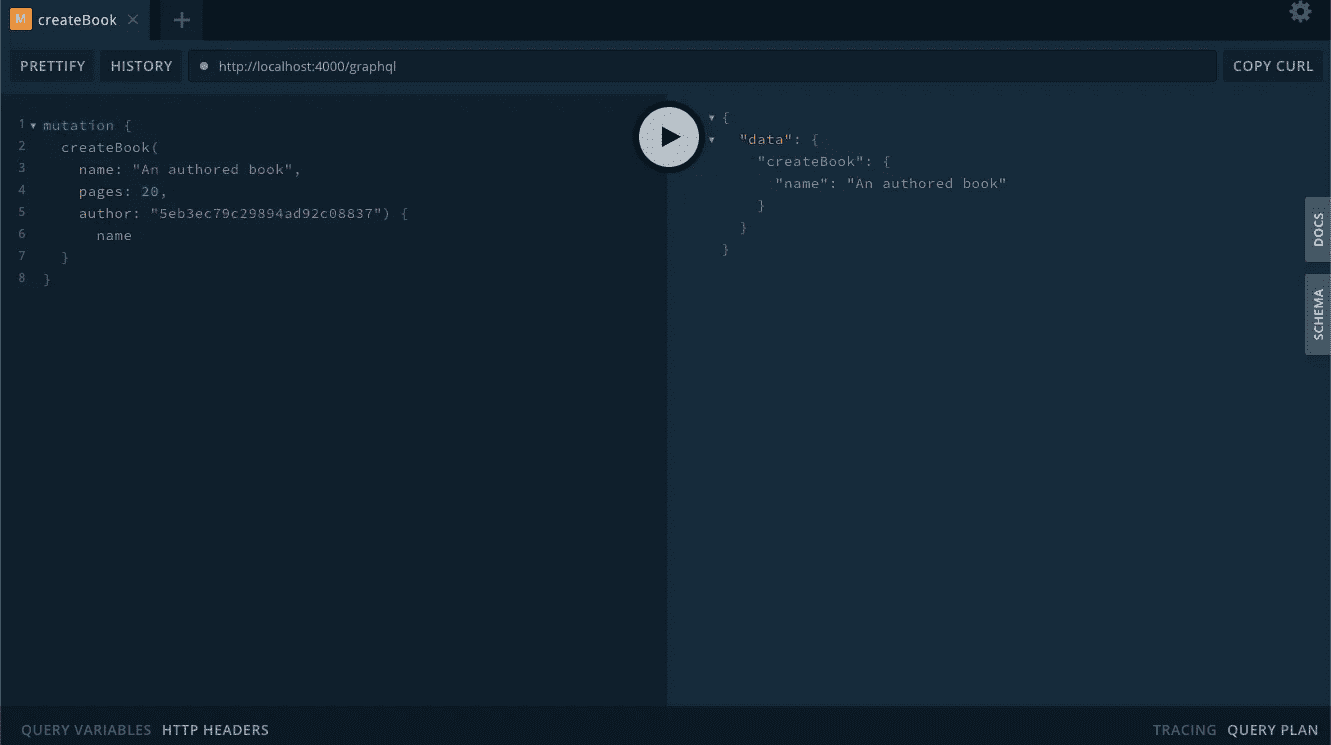 M createBook
PRETTIFY HISTORY http://localhost:4000/graphql COPY CURL
1 mutation {
2 createBook(
3 name: "An authored book",
4 pages: 20,
5 author: "5eb3ec79c29894ad92c08837") {
6 name
7 }
8 }
{
"data": {
"createBook": {
"name": "An authored book"
}
}
}
DOCS
SCHEMA
QUERY VARIABLES HTTP HEADERS
TRACING QUERY PLAN